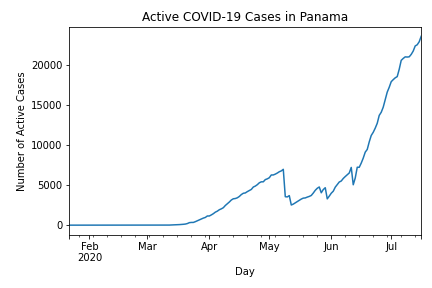 Active COVID-19 Cases in Panama
Number of Active Cases
20000
15000
10000
5000
0
Feb
2020
Mar
Apr
May
Jun
Jul
Day